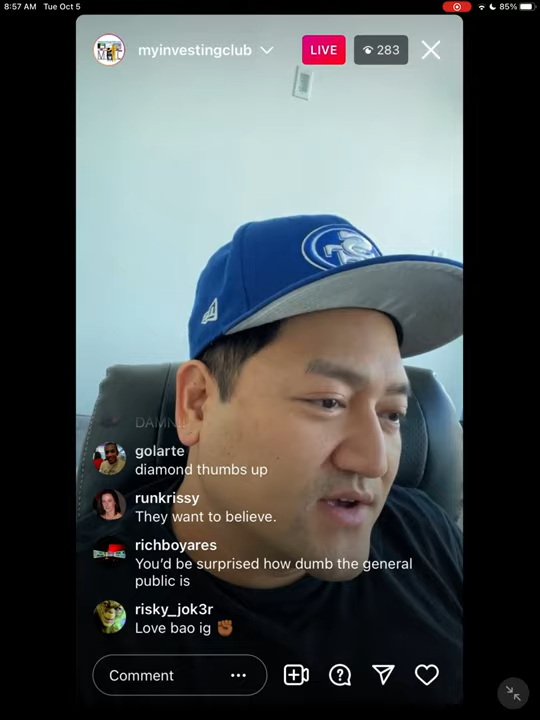 8:57 AM Tue Oct 5
85%
myinvestingclub
LIVE
283
DAMN
golarte
diamond thumbs up
runkrissy
They want to believe.
richboyares
You'd be surprised how dumb the general
public is
risky_jok3r
Love bao ig ✊🏾
Comment